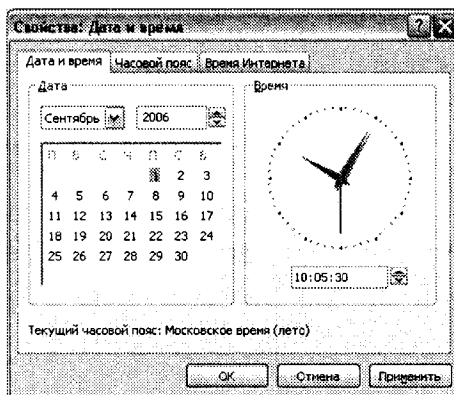 Свойства: Дата и время
Дата и время Часовой пояс Время Интернета
Дата
Время
Сентябрь 2006
П В С Ч П С В
1 2 3
4 5 6 7 8 9 10
11 12 13 14 15 16 17
18 19 20 21 22 23 24
25 26 27 28 29 30
10:05:30
Текущий часовой пояс: Московское время (лето)
ОК Отмена Применить